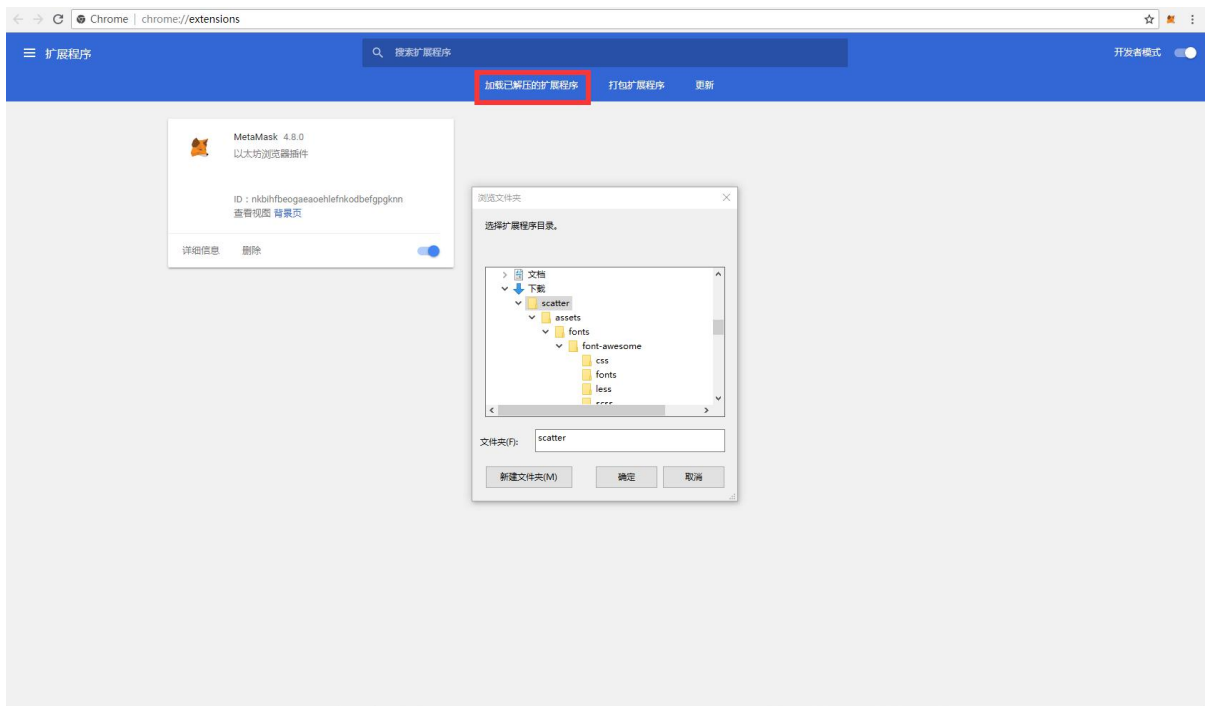 Chrome | chrome://extensions
扩展程序
搜索扩展程序
开发者模式
加载已解压的扩展程序 打包扩展程序 更新
MetaMask 4.8.0
以太坊浏览器插件
ID：nkbihfbeogaeaoehlefnkodbefgpgknn
查看视图 背景页
详细信息 删除
浏览文件夹
选择扩展程序目录。
文档
下载
scatter
assets
fonts
font-awesome
css
fonts
less
scss
文件夹(F): scatter
新建文件夹(M) 确定 取消